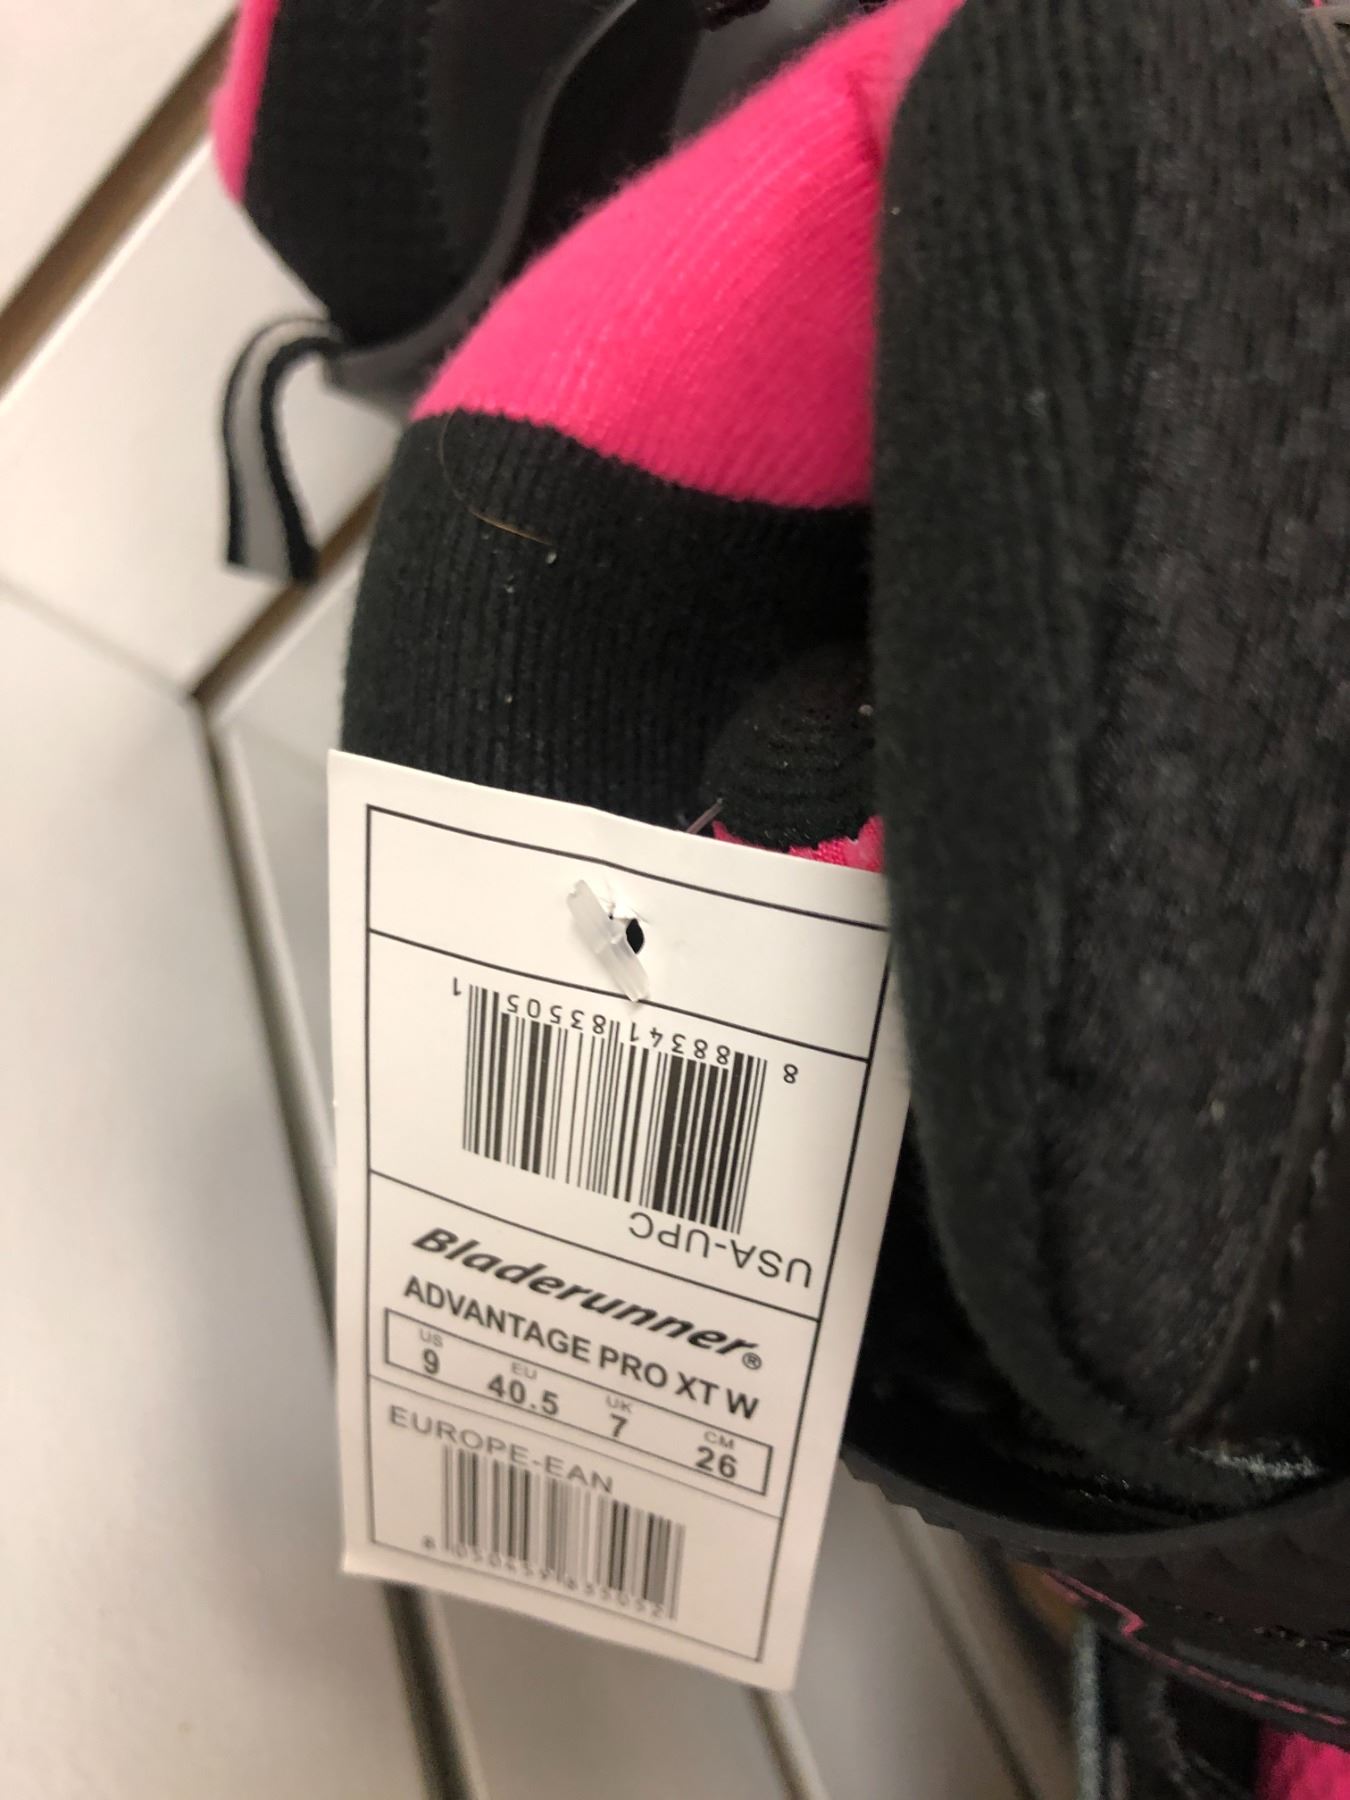 8 88341 83505 1
USA-UPC
Bladerunner®
ADVANTAGE PRO XT W
US EU UK CM
9 40.5 7 26
EUROPE-EAN